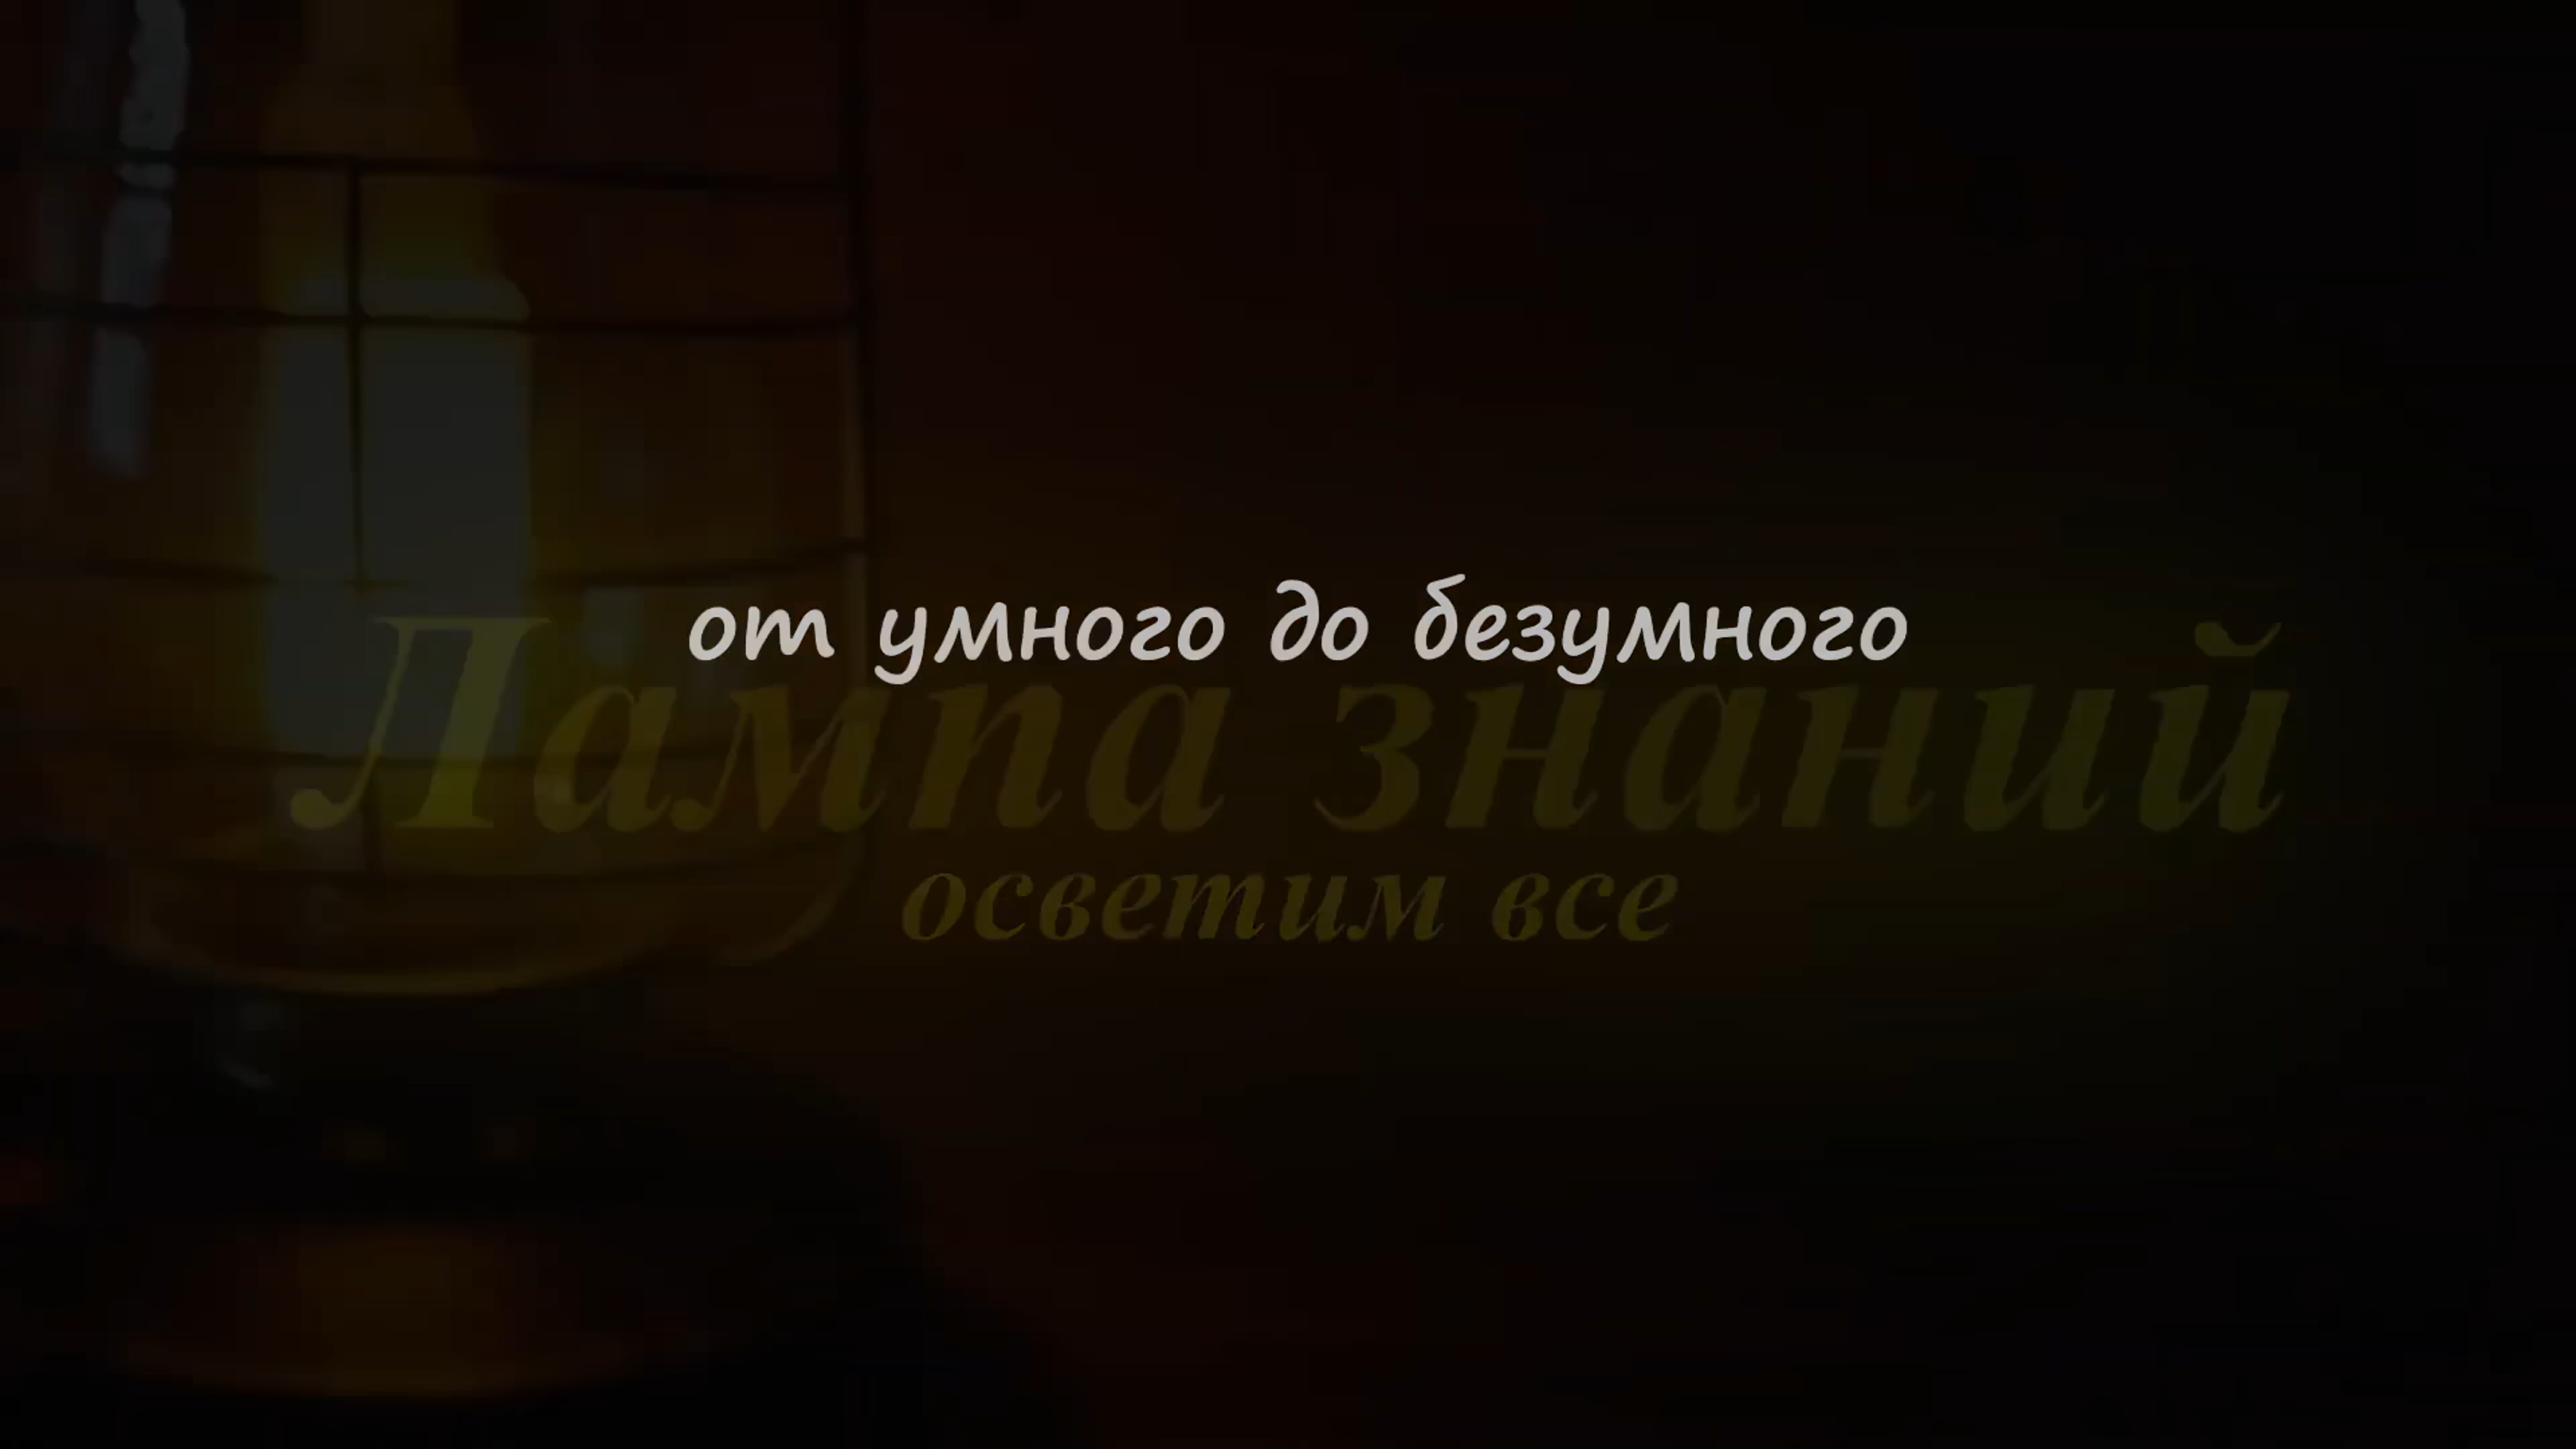 от умного до безумного
Лампа знаний
осветим все